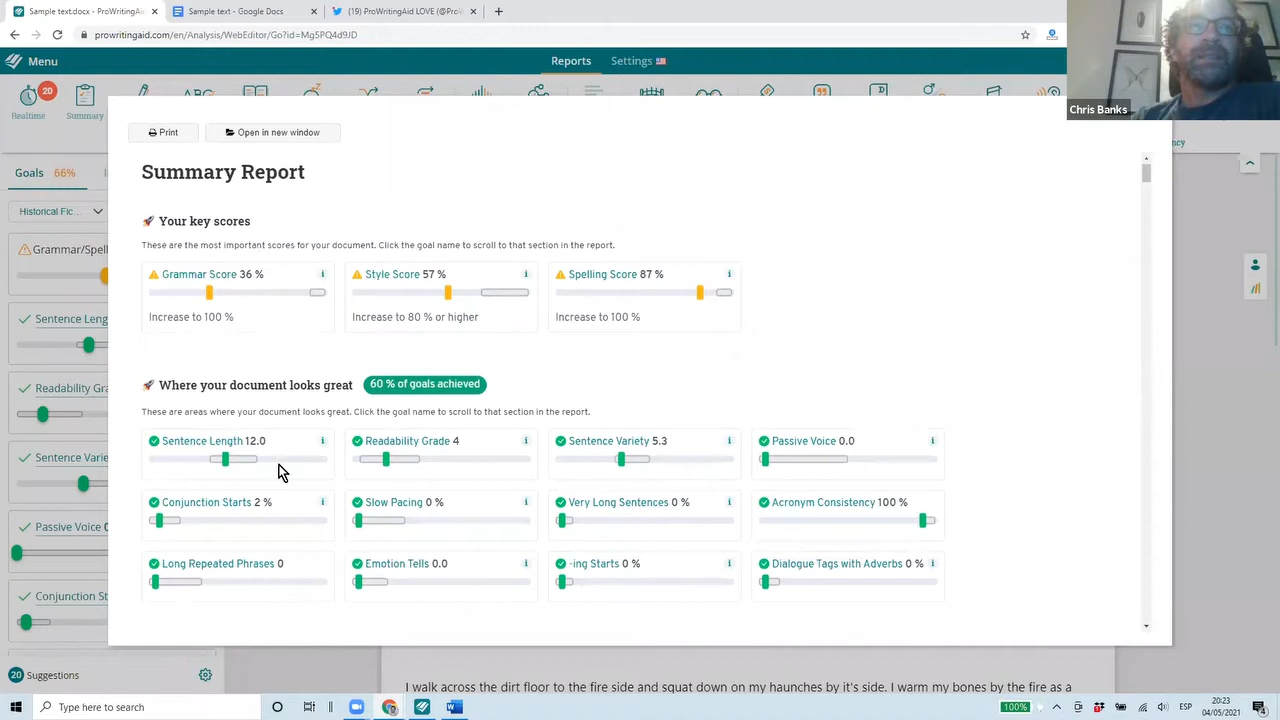 Sample text.docx - ProWritingAid
Sample text - Google Docs
(19) ProWritingAid LOVE (@ProW
prowritingaid.com/en/Analysis/WebEditor/Go?id=Mg5PQ4d9JD
Menu
Reports
Settings
Chris Banks
20
Realtime
Summary
Print
Open in new window
Goals 66%
Historical Fic...
Grammar/Spell
Sentence Leng
Readability Gra
Sentence Varie
Passive Voice 0
Conjunction St
20 Suggestions
Summary Report
Your key scores
These are the most important scores for your document. Click the goal name to scroll to that section in the report.
Grammar Score 36 %
Style Score 57 %
Spelling Score 87 %
Increase to 100 %
Increase to 80 % or higher
Increase to 100 %
Where your document looks great
60 % of goals achieved
These are areas where your document looks great. Click the goal name to scroll to that section in the report.
Sentence Length 12.0
Readability Grade 4
Sentence Variety 5.3
Passive Voice 0.0
Conjunction Starts 2 %
Slow Pacing 0 %
Very Long Sentences 0 %
Acronym Consistency 100 %
Long Repeated Phrases 0
Emotion Tells 0.0
-ing Starts 0 %
Dialogue Tags with Adverbs 0 %
I walk across the dirt floor to the fire side and squat down on my haunches by it's side. I warm my bones by the fire as a
Type here to search
100%
ESP
20:23
04/05/2021
4